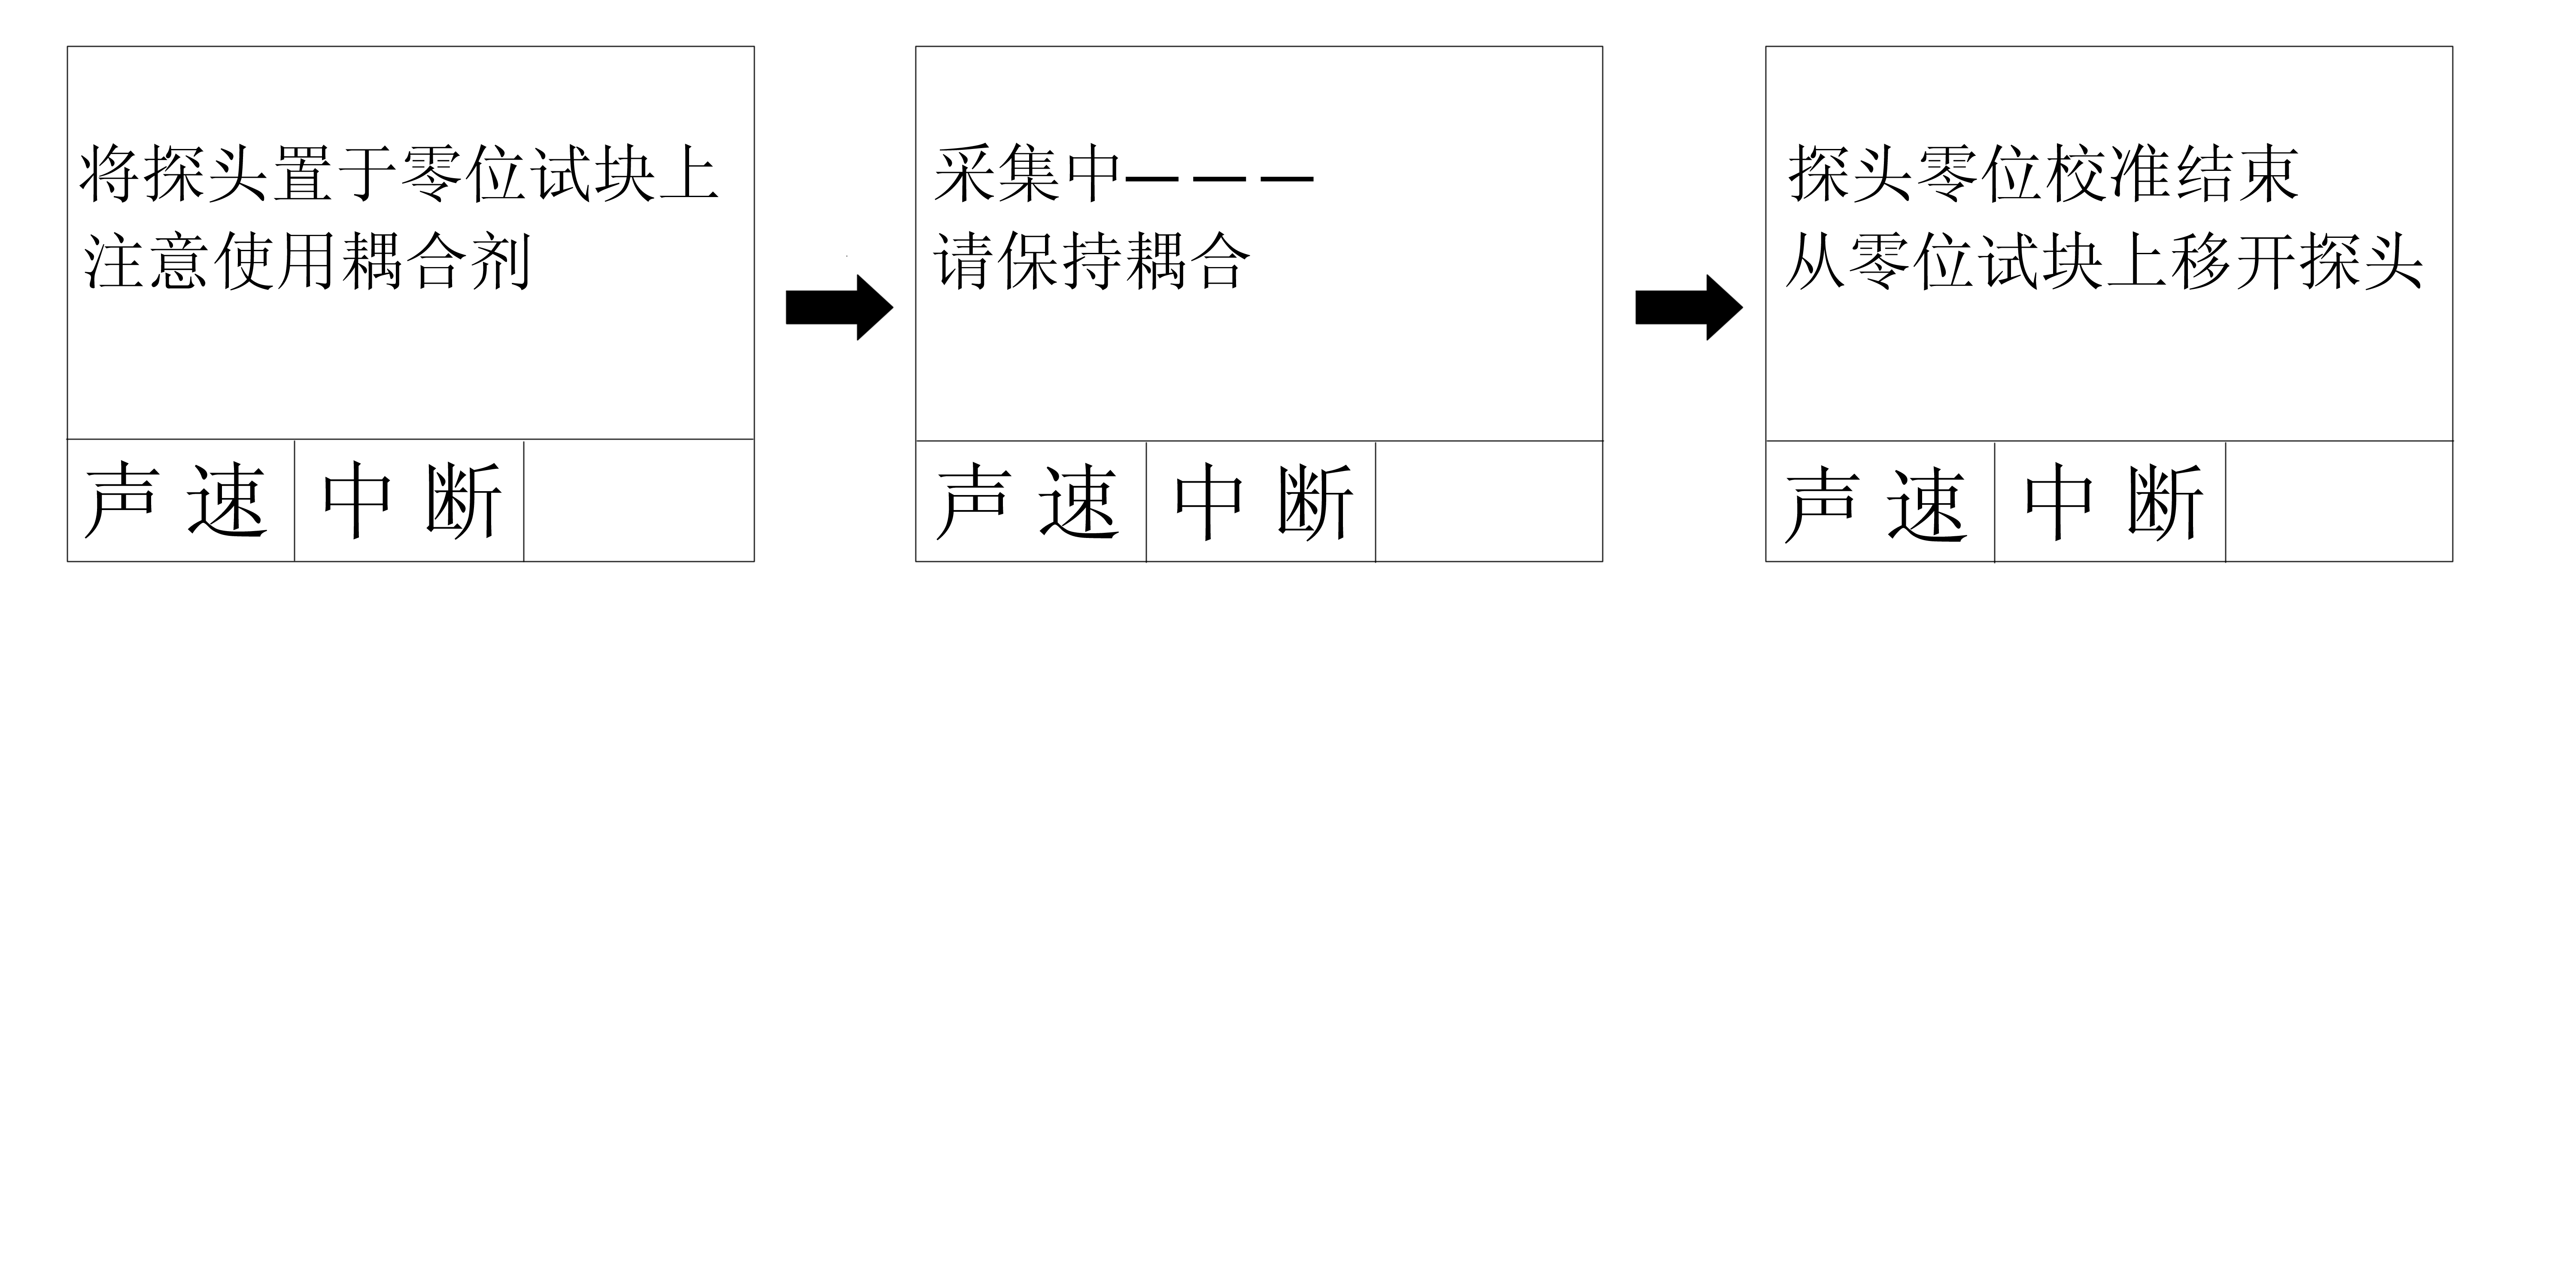 将探头置于零位试块上
注意使用耦合剂
声速 中断
采集中———
请保持耦合
声速 中断
探头零位校准结束
从零位试块上移开探头
声速 中断